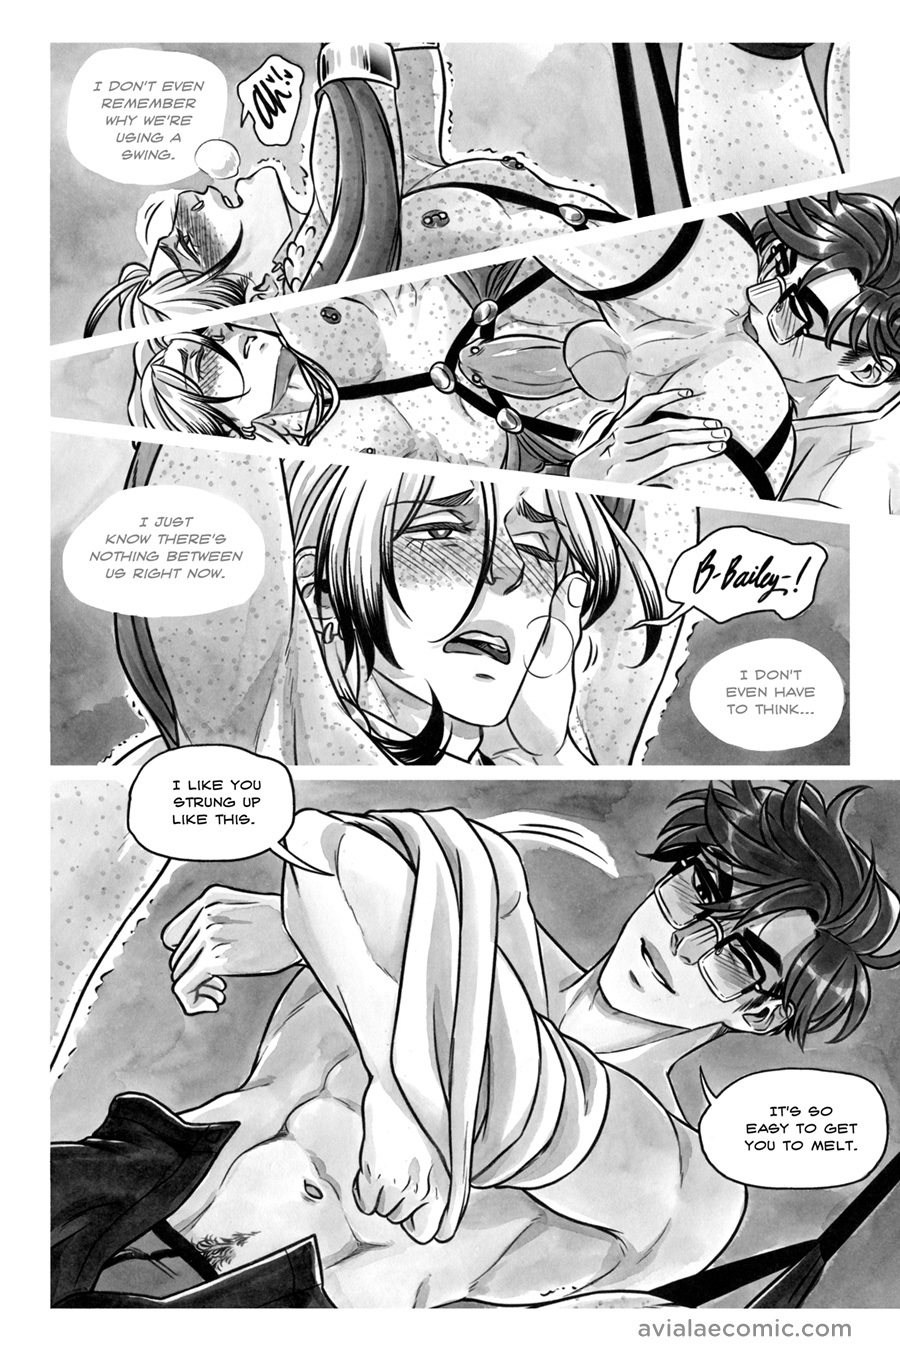 I DON'T EVEN
REMEMBER
WHY WE'RE
USING A
SWING.
Ah!
I JUST
KNOW THERE'S
NOTHING BETWEEN
US RIGHT NOW.
B-Bailey-!
I DON'T
EVEN HAVE
TO THINK...
I LIKE YOU
STRUNG UP
LIKE THIS.
IT'S SO
EASY TO GET
YOU TO MELT.
avialaecomic.com